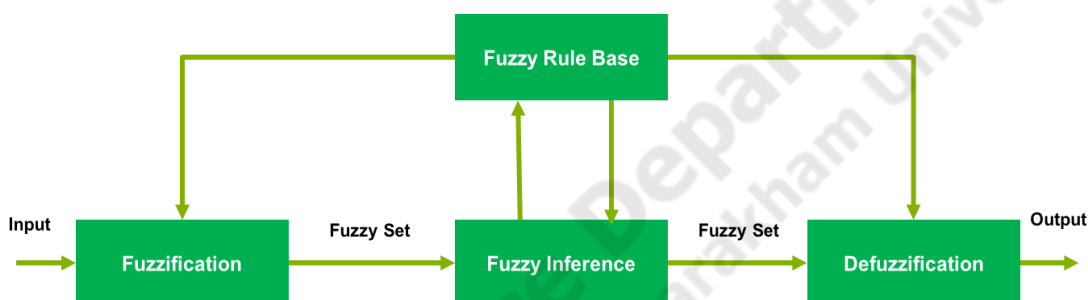 Fuzzy Rule Base
Input
Fuzzy Set
Fuzzy Set
Output
Fuzzification
Fuzzy Inference
Defuzzification